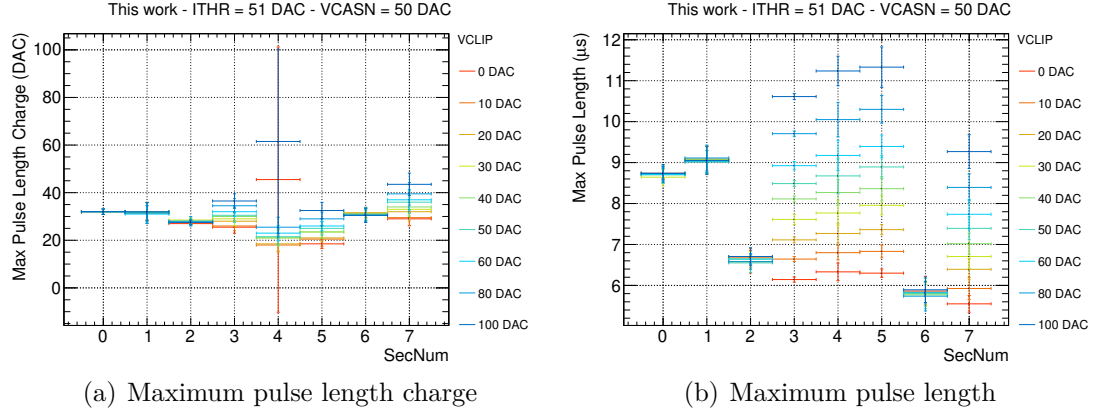 This work - ITHR = 51 DAC - VCASN = 50 DAC
Max Pulse Length Charge (DAC)
100
80
60
40
20
0
0 1 2 3 4 5 6 7
SecNum
VCLIP
0 DAC
10 DAC
20 DAC
30 DAC
40 DAC
50 DAC
60 DAC
80 DAC
100 DAC
(a) Maximum pulse length charge
This work - ITHR = 51 DAC - VCASN = 50 DAC
Max Pulse Length (μs)
12
11
10
9
8
7
6
0 1 2 3 4 5 6 7
SecNum
VCLIP
0 DAC
10 DAC
20 DAC
30 DAC
40 DAC
50 DAC
60 DAC
80 DAC
100 DAC
(b) Maximum pulse length